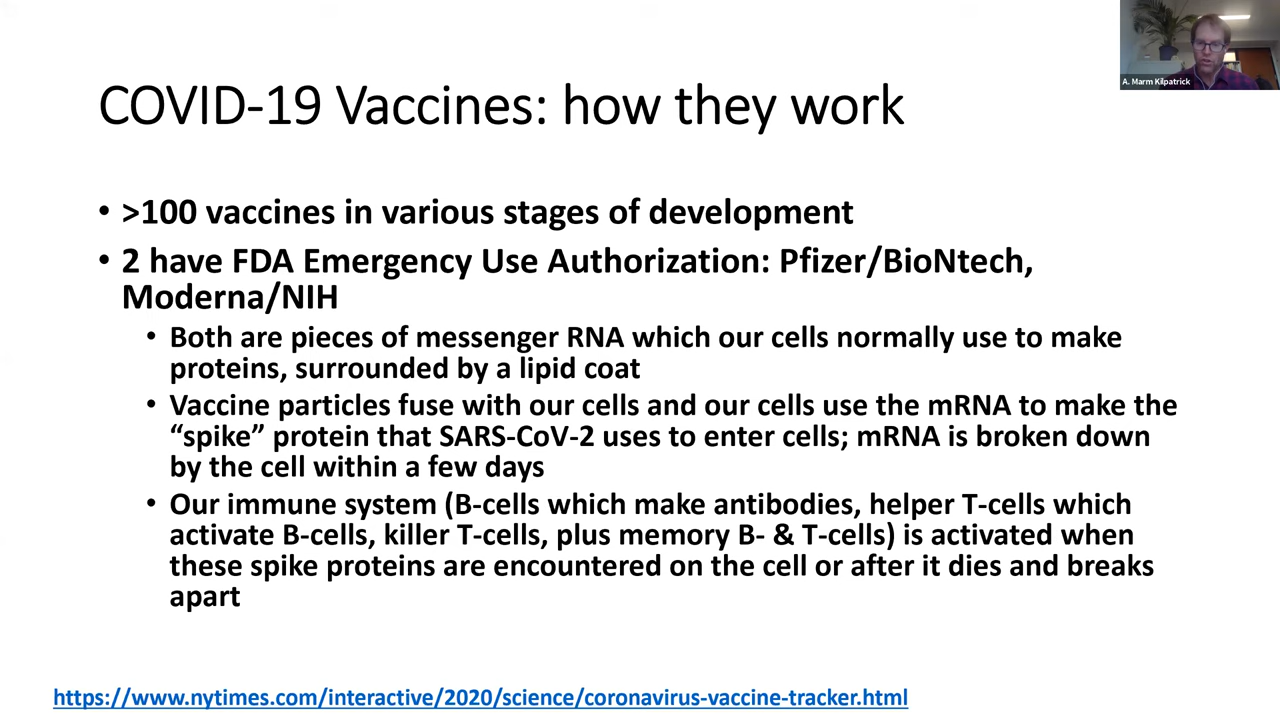 A. Marm Kilpatrick
COVID-19 Vaccines: how they work
• >100 vaccines in various stages of development
• 2 have FDA Emergency Use Authorization: Pfizer/BioNtech,
Moderna/NIH
• Both are pieces of messenger RNA which our cells normally use to make
proteins, surrounded by a lipid coat
• Vaccine particles fuse with our cells and our cells use the mRNA to make the
“spike” protein that SARS-CoV-2 uses to enter cells; mRNA is broken down
by the cell within a few days
• Our immune system (B-cells which make antibodies, helper T-cells which
activate B-cells, killer T-cells, plus memory B- & T-cells) is activated when
these spike proteins are encountered on the cell or after it dies and breaks
apart
https://www.nytimes.com/interactive/2020/science/coronavirus-vaccine-tracker.html